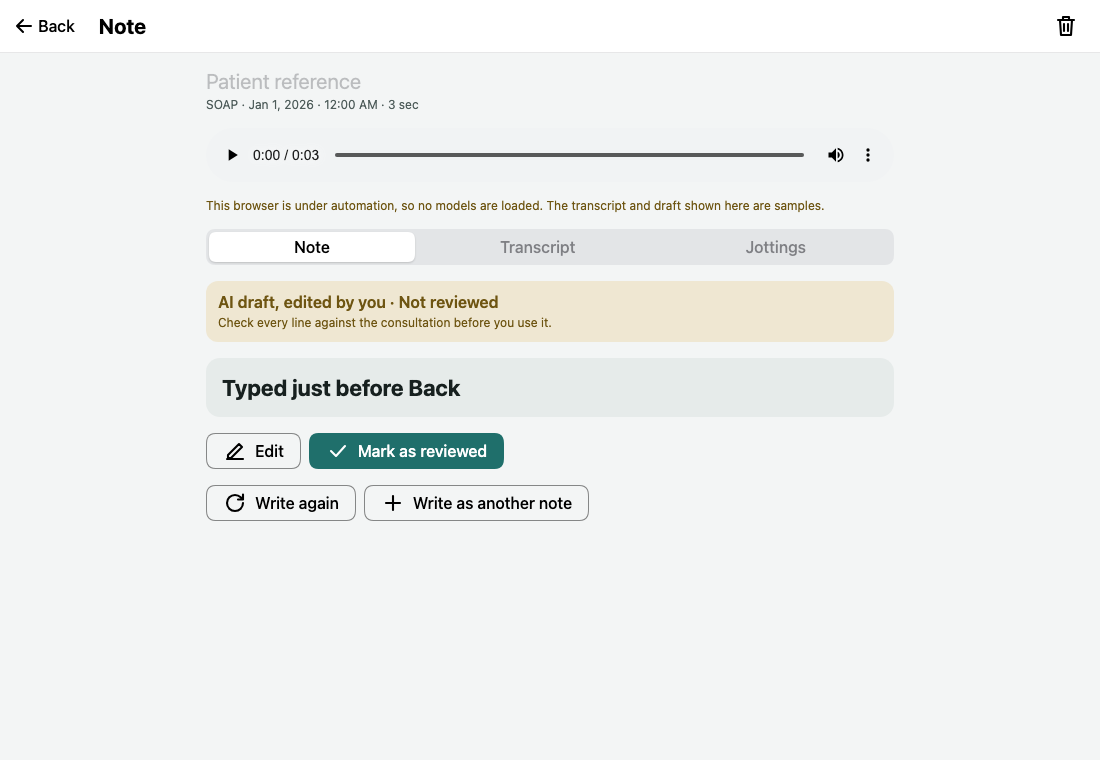 Back
Note
Patient reference
SOAP · Jan 1, 2026 · 12:00 AM · 3 sec
0:00 / 0:03
This browser is under automation, so no models are loaded. The transcript and draft shown here are samples.
Note
Transcript
Jottings
AI draft, edited by you · Not reviewed
Check every line against the consultation before you use it.
Typed just before Back
Edit
Mark as reviewed
Write again
Write as another note